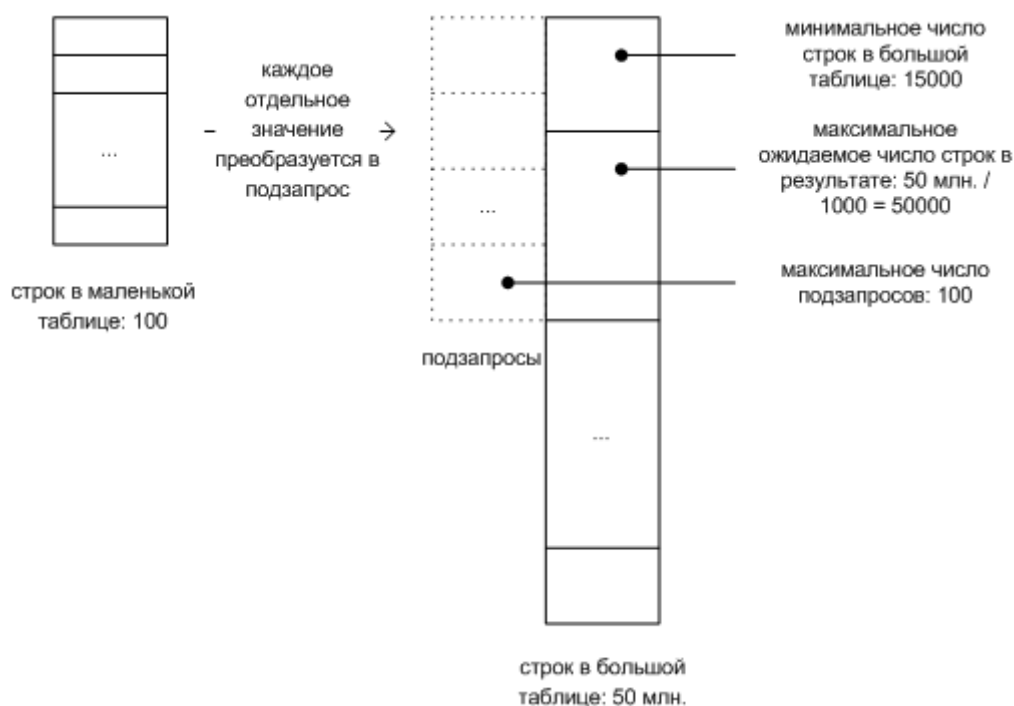 каждое
отдельное
значение
преобразуется в
подзапрос
...
строк в маленькой
таблице: 100
...
подзапросы
минимальное число
строк в большой
таблице: 15000
максимальное
ожидаемое число строк в
результате: 50 млн. /
1000 = 50000
максимальное число
подзапросов: 100
...
строк в большой
таблице: 50 млн.